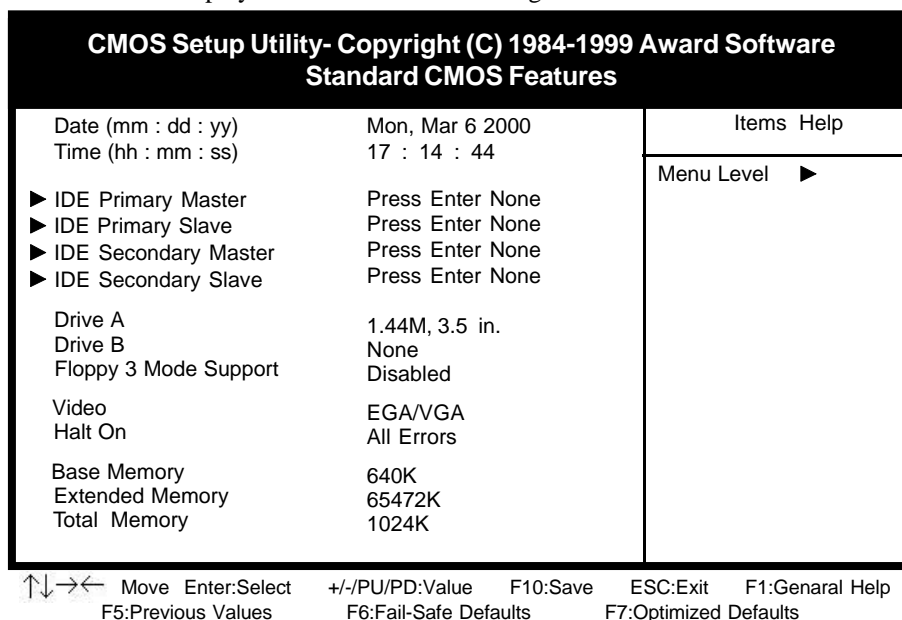 CMOS Setup Utility- Copyright (C) 1984-1999 Award Software
Standard CMOS Features
Date (mm : dd : yy) Mon, Mar 6 2000
Time (hh : mm : ss) 17 : 14 : 44
Items Help
Menu Level ▶
▶ IDE Primary Master Press Enter None
▶ IDE Primary Slave Press Enter None
▶ IDE Secondary Master Press Enter None
▶ IDE Secondary Slave Press Enter None
Drive A 1.44M, 3.5 in.
Drive B None
Floppy 3 Mode Support Disabled
Video EGA/VGA
Halt On All Errors
Base Memory 640K
Extended Memory 65472K
Total Memory 1024K
↑↓→← Move Enter:Select +/-/PU/PD:Value F10:Save ESC:Exit F1:Genaral Help
F5:Previous Values F6:Fail-Safe Defaults F7:Optimized Defaults